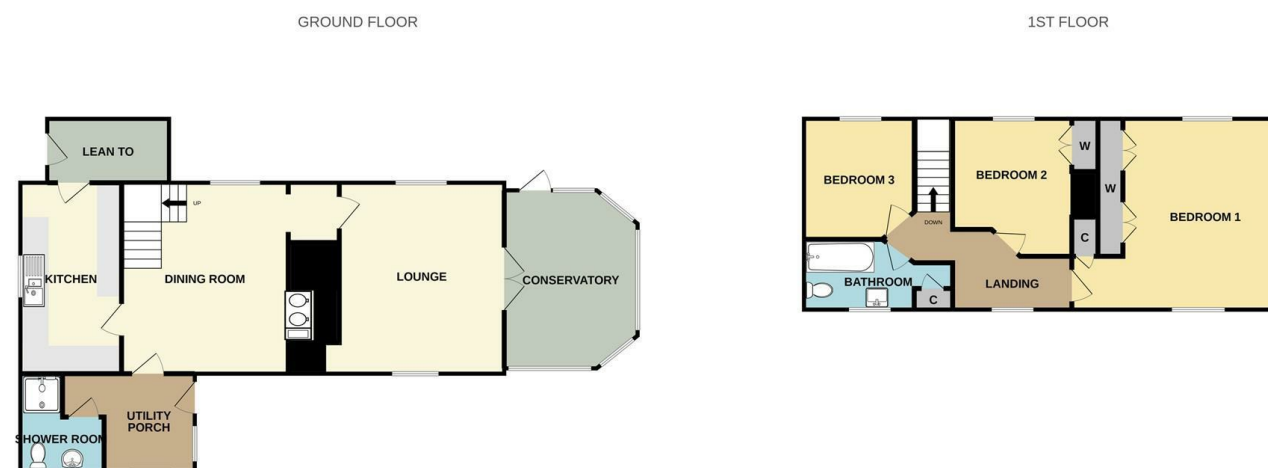 GROUND FLOOR
1ST FLOOR
LEAN TO
UP
KITCHEN
DINING ROOM
LOUNGE
CONSERVATORY
UTILITY
PORCH
SHOWER ROOM
BEDROOM 3
BEDROOM 2
W
W
BEDROOM 1
DOWN
C
BATHROOM
LANDING
C